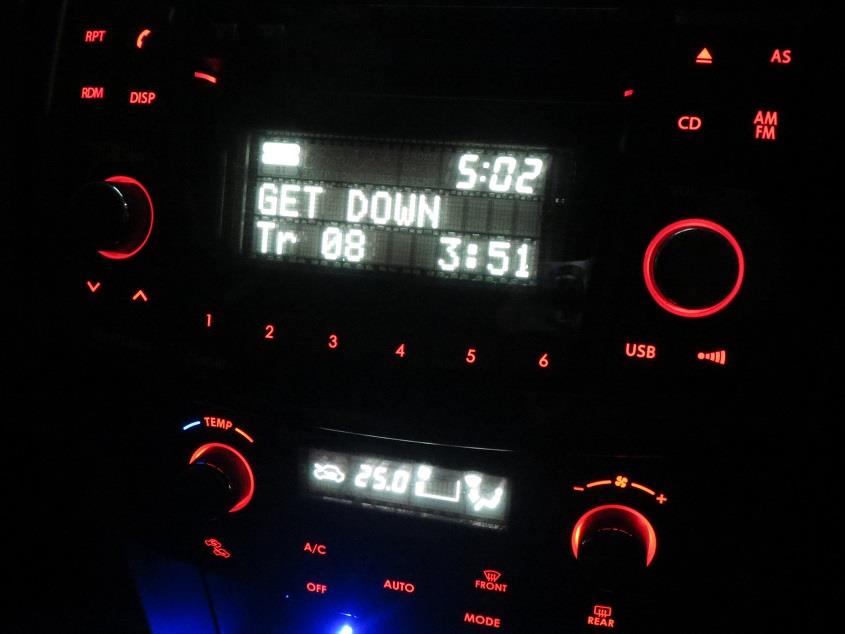 RPT
AS
RDM DISP
CD AM
FM
5:02
GET DOWN
Tr 08 3:51
1 2 3 4 5 6
USB
TEMP
- +
25.0
A/C
OFF AUTO FRONT
MODE REAR